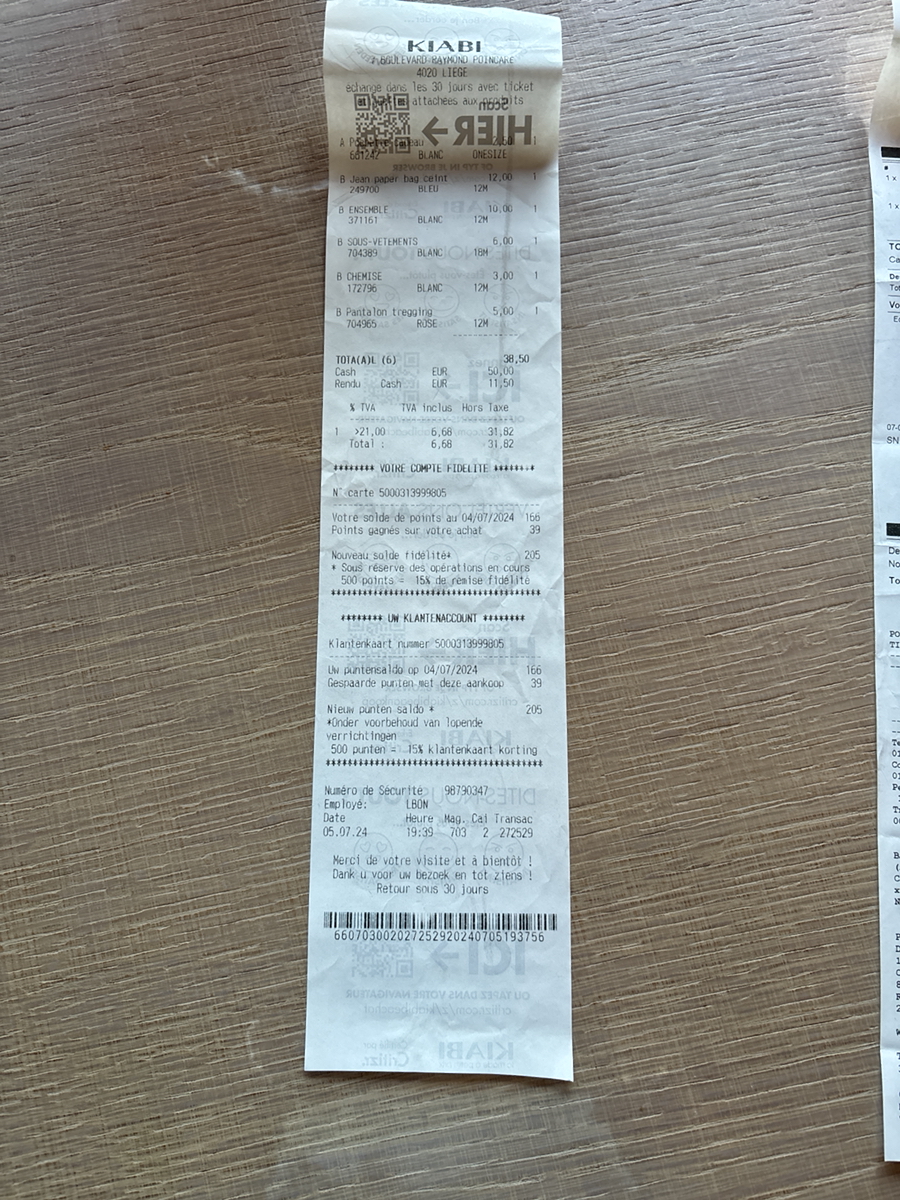 KIABI
BOULEVARD RAYMOND POINCARE
4020 LIEGE
échange dans les 30 jours avec ticket
attachées aux produits
Scan
HIER
A 2,50 1
661242 BLANC ONESIZE
B Jean paper bag ceint 12,00 1
249700 BLEU 12M
B ENSEMBLE 10,00 1
371161 BLANC 12M
B SOUS-VETEMENTS 6,00 1
704389 BLANC 18M
B CHEMISE 3,00 1
172796 BLANC 12M
B Pantalon tregging 5,00 1
704965 ROSE 12M
TOTA(A)L (6) 38,50
Cash EUR 50,00
Rendu Cash EUR 11,50
% TVA TVA inclus Hors Taxe
1 >21,00 6,68 31,82
Total : 6,68 31,82
******** VOTRE COMPTE FIDELITE ********
N° carte 5000313999805
Votre solde de points au 04/07/2024 166
Points gagnés sur votre achat 39
Nouveau solde fidélité* 205
* Sous réserve des opérations en cours
500 points = 15% de remise fidélité
******** UW KLANTENACCOUNT ********
Klantenkaart nummer 5000313999805
Uw puntensaldo op 04/07/2024 166
Gespaarde punten met deze aankoop 39
Nieuw punten saldo * 205
*Onder voorbehoud van lopende
verrichtingen
500 punten = 15% klantenkaart korting
Numéro de Sécurité 98790347
Employé: LBON
Date Heure Mag. Cai Transac
05.07.24 19:39 703 2 272529
Merci de votre visite et à bientôt !
Dank u voor uw bezoek en tot ziens !
Retour sous 30 jours
660703002027252920240705193756